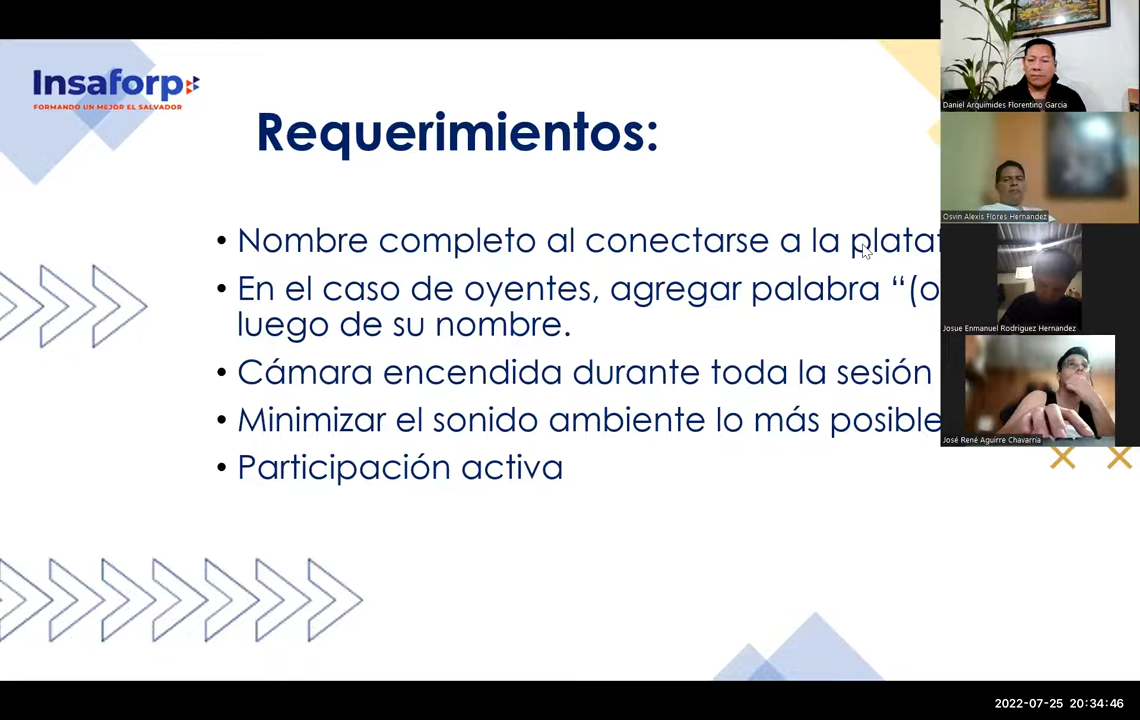 Insaforp
FORMANDO UN MEJOR EL SALVADOR
Requerimientos:
• Nombre completo al conectarse a la plataf
• En el caso de oyentes, agregar palabra “(o
luego de su nombre.
• Cámara encendida durante toda la sesión
• Minimizar el sonido ambiente lo más posible
• Participación activa
Daniel Arquimides Florentino Garcia
Osvin Alexis Flores Hernandez
Josue Enmanuel Rodriguez Hernandez
José René Aguirre Chavarría
2022-07-25 20:34:46